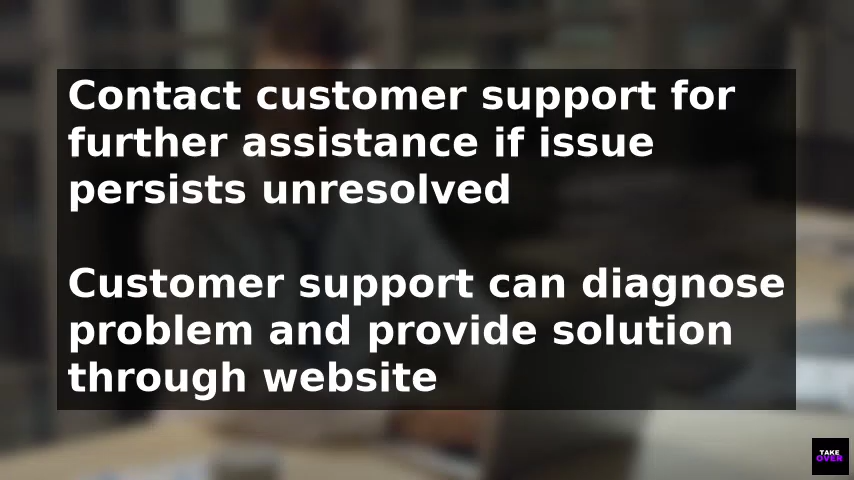 Contact customer support for
further assistance if issue
persists unresolved
Customer support can diagnose
problem and provide solution
through website
TAKE
OVER